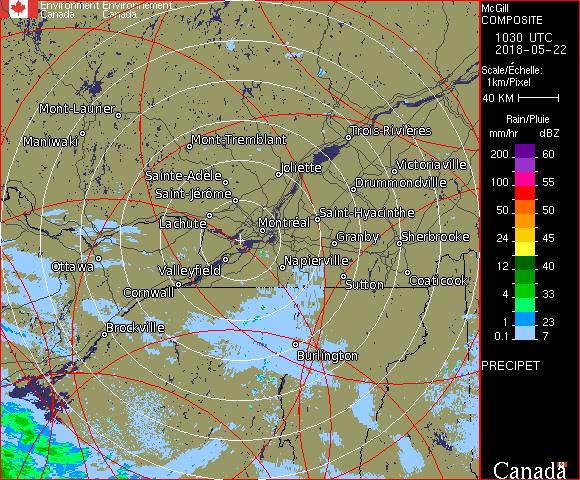 Environment Environnement
Canada Canada
McGill
COMPOSITE
1030 UTC
2018-05-22
Scale/Échelle:
1km/Pixel
40 KM
Rain/Pluie
mm/hr dBZ
200 60
100 55
50 50
24 45
12 40
4 33
1 23
0.1 7
PRECIPET
Canada
Mont-Laurier
Trois-Rivières
Maniwaki
Mont-Tremblant
Joliette
Victoriaville
Sainte-Adèle
Drummondville
Saint-Jérôme
Saint-Hyacinthe
Lachute
Montréal
Granby
Sherbrooke
Ottawa
Napierville
Valleyfield
Sutton
Coaticook
Cornwall
Brockville
Burlington